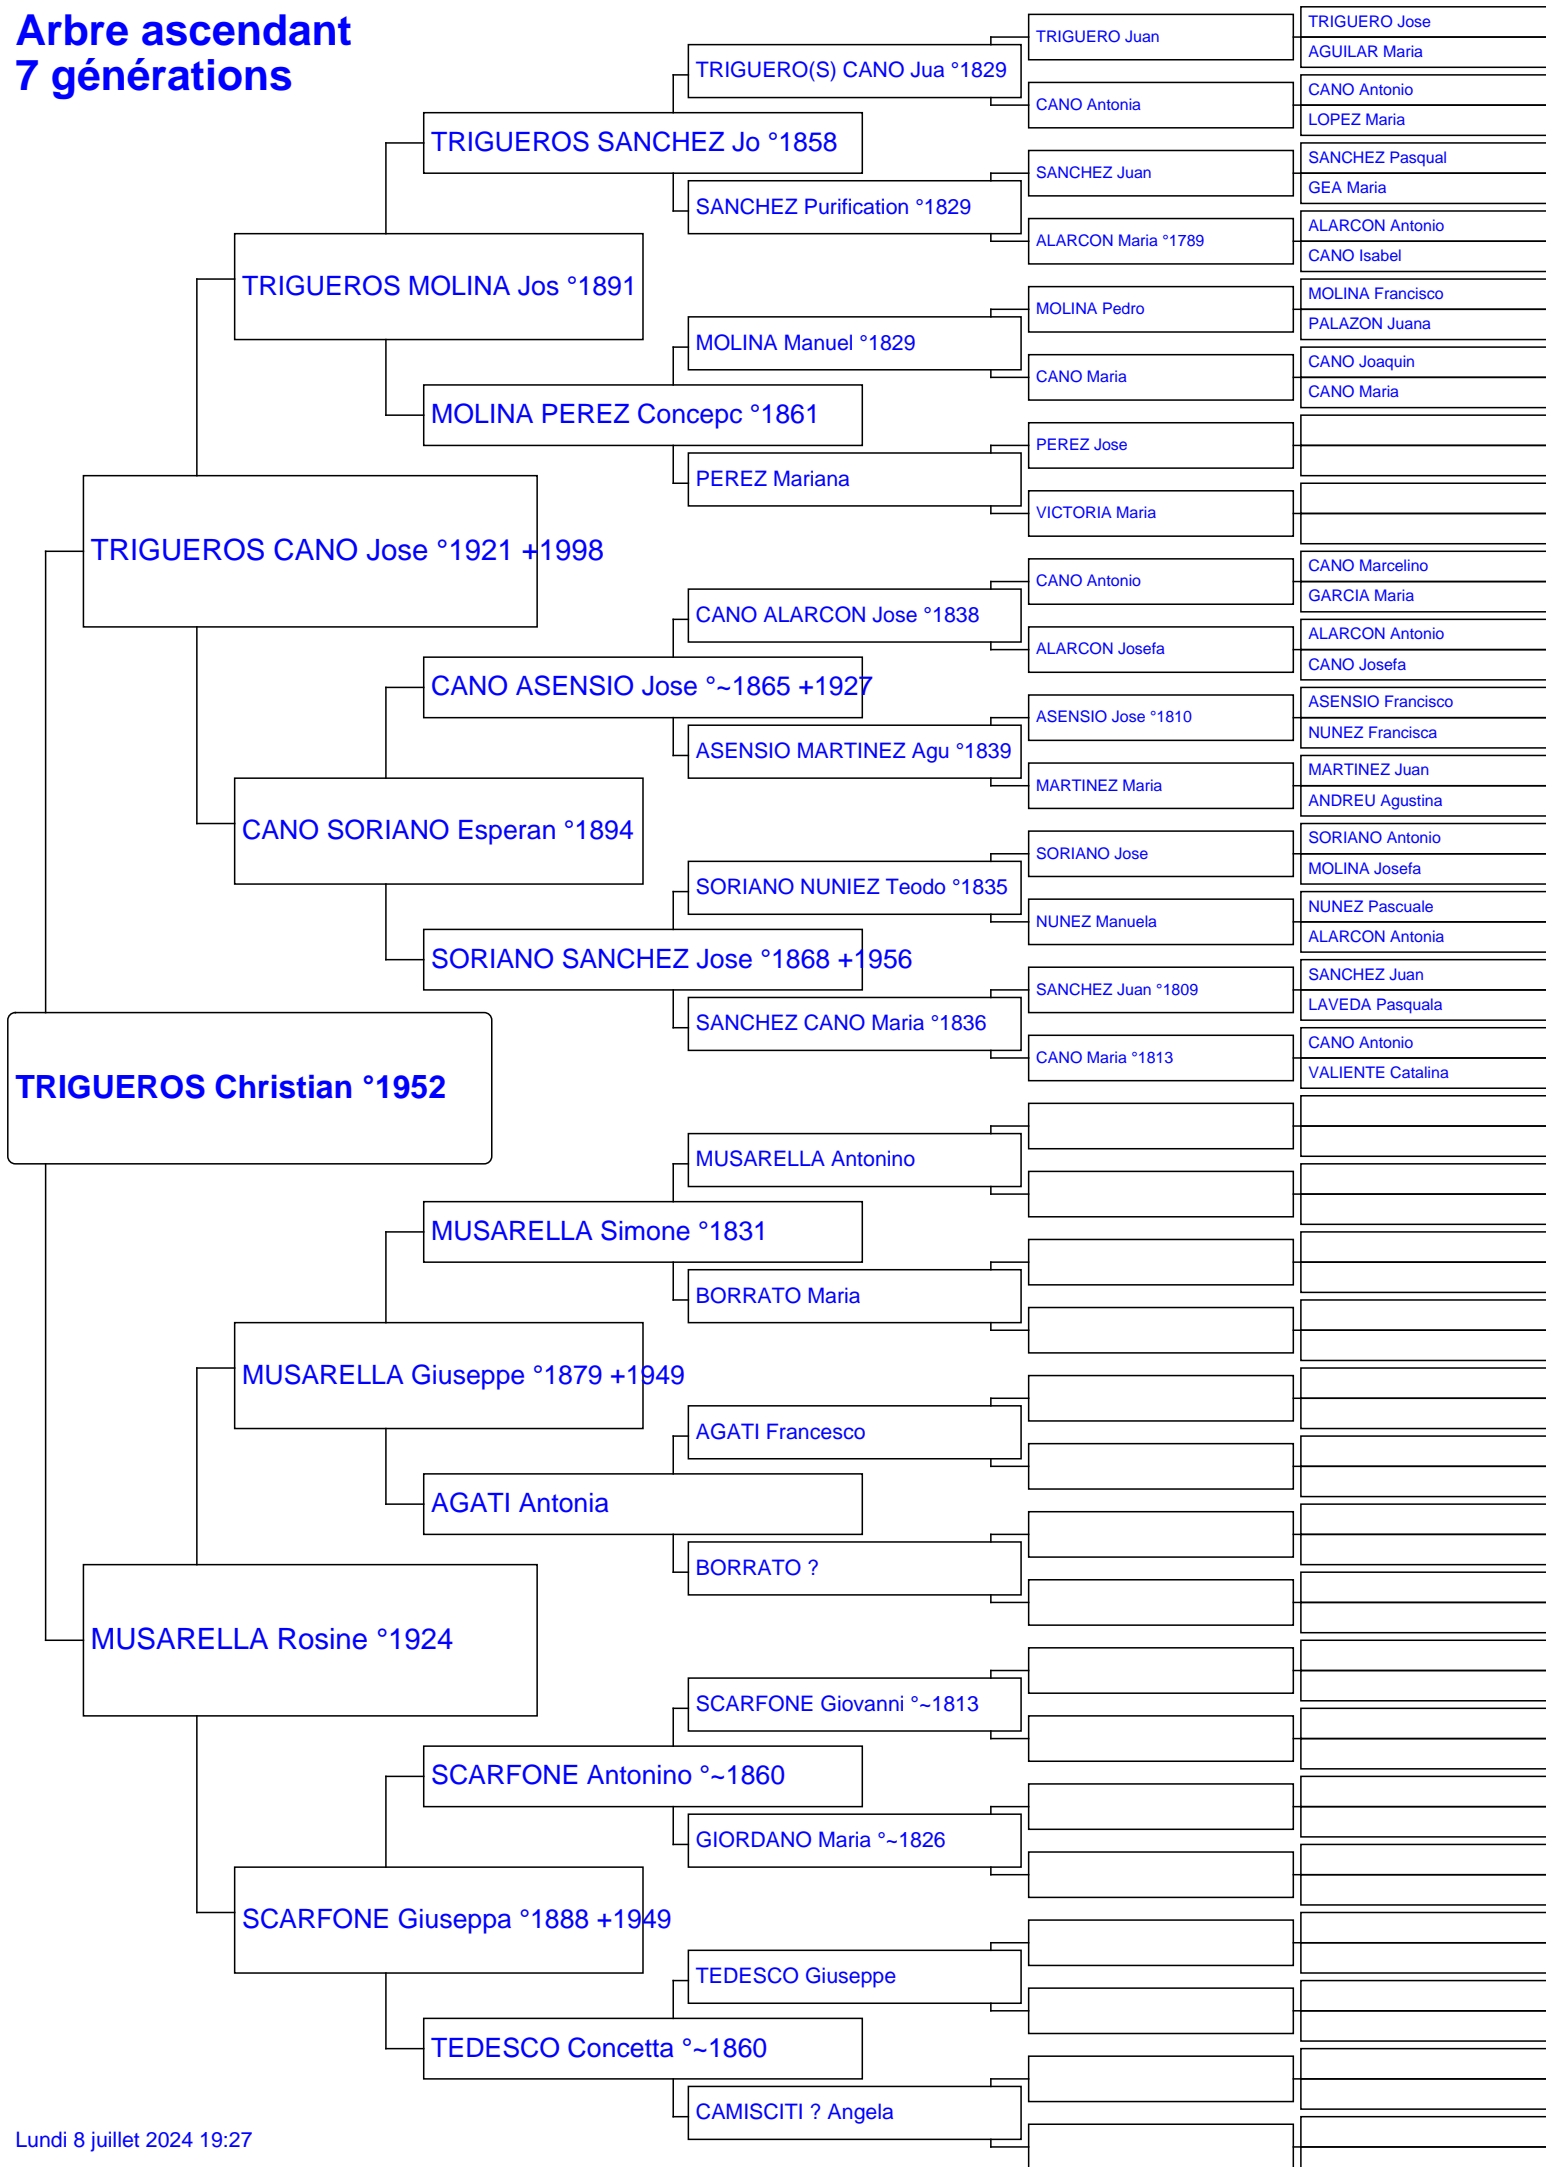 Arbre ascendant
7 générations
TRIGUEROS Christian °1952
TRIGUEROS CANO Jose °1921 +1998
MUSARELLA Rosine °1924
TRIGUEROS MOLINA Jos °1891
CANO SORIANO Esperan °1894
MUSARELLA Giuseppe °1879 +1949
SCARFONE Giuseppa °1888 +1949
TRIGUEROS SANCHEZ Jo °1858
MOLINA PEREZ Concepc °1861
CANO ASENSIO Jose °~1865 +1927
SORIANO SANCHEZ Jose °1868 +1956
MUSARELLA Simone °1831
AGATI Antonia
SCARFONE Antonino °~1860
TEDESCO Concetta °~1860
TRIGUERO(S) CANO Jua °1829
SANCHEZ Purification °1829
MOLINA Manuel °1829
PEREZ Mariana
CANO ALARCON Jose °1838
ASENSIO MARTINEZ Agu °1839
SORIANO NUNIEZ Teodo °1835
SANCHEZ CANO Maria °1836
MUSARELLA Antonino
BORRATO Maria
AGATI Francesco
BORRATO ?
SCARFONE Giovanni °~1813
GIORDANO Maria °~1826
TEDESCO Giuseppe
CAMISCITI ? Angela
TRIGUERO Juan
CANO Antonia
SANCHEZ Juan
ALARCON Maria °1789
MOLINA Pedro
CANO Maria
PEREZ Jose
VICTORIA Maria
CANO Antonio
ALARCON Josefa
ASENSIO Jose °1810
MARTINEZ Maria
SORIANO Jose
NUNEZ Manuela
SANCHEZ Juan °1809
CANO Maria °1813
TRIGUERO Jose
AGUILAR Maria
CANO Antonio
LOPEZ Maria
SANCHEZ Pasqual
GEA Maria
ALARCON Antonio
CANO Isabel
MOLINA Francisco
PALAZON Juana
CANO Joaquin
CANO Maria
CANO Marcelino
GARCIA Maria
ALARCON Antonio
CANO Josefa
ASENSIO Francisco
NUNEZ Francisca
MARTINEZ Juan
ANDREU Agustina
SORIANO Antonio
MOLINA Josefa
NUNEZ Pascuale
ALARCON Antonia
SANCHEZ Juan
LAVEDA Pasquala
CANO Antonio
VALIENTE Catalina
Lundi 8 juillet 2024 19:27